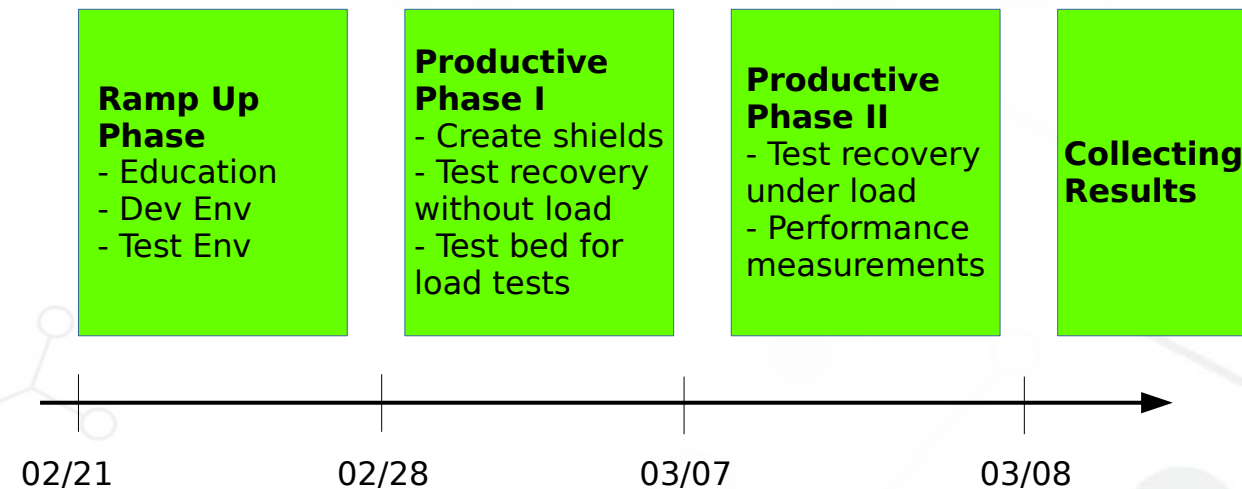 Ramp Up
Phase
- Education
- Dev Env
- Test Env
Productive
Phase I
- Create shields
- Test recovery
without load
- Test bed for
load tests
Productive
Phase II
- Test recovery
under load
- Performance
measurements
Collecting
Results
02/21
02/28
03/07
03/08